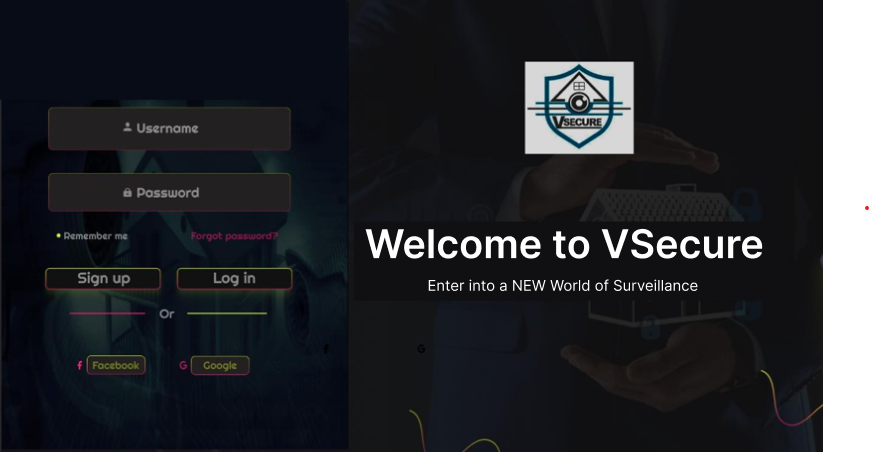 Username
Password
Remember me
Forgot password?
Sign up
Log in
Or
Facebook
Google
VSECURE
Welcome to VSecure
Enter into a NEW World of Surveillance